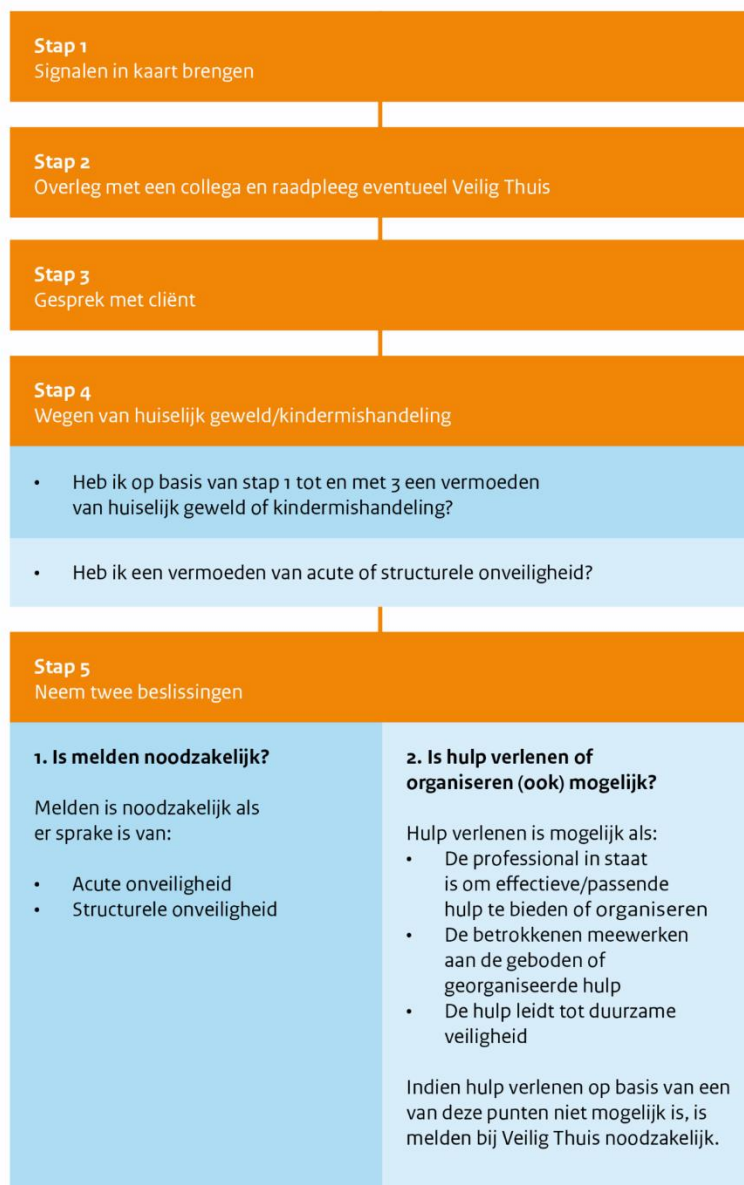 Stap 1
Signalen in kaart brengen
Stap 2
Overleg met een collega en raadpleeg eventueel Veilig Thuis
Stap 3
Gesprek met cliënt
Stap 4
Wegen van huiselijk geweld/kindermishandeling
• Heb ik op basis van stap 1 tot en met 3 een vermoeden
van huiselijk geweld of kindermishandeling?
• Heb ik een vermoeden van acute of structurele onveiligheid?
Stap 5
Neem twee beslissingen
1. Is melden noodzakelijk?
Melden is noodzakelijk als
er sprake is van:
• Acute onveiligheid
• Structurele onveiligheid
2. Is hulp verlenen of
organiseren (ook) mogelijk?
Hulp verlenen is mogelijk als:
• De professional in staat
is om effectieve/passende
hulp te bieden of organiseren
• De betrokkenen meewerken
aan de geboden of
georganiseerde hulp
• De hulp leidt tot duurzame
veiligheid
Indien hulp verlenen op basis van een
van deze punten niet mogelijk is, is
melden bij Veilig Thuis noodzakelijk.